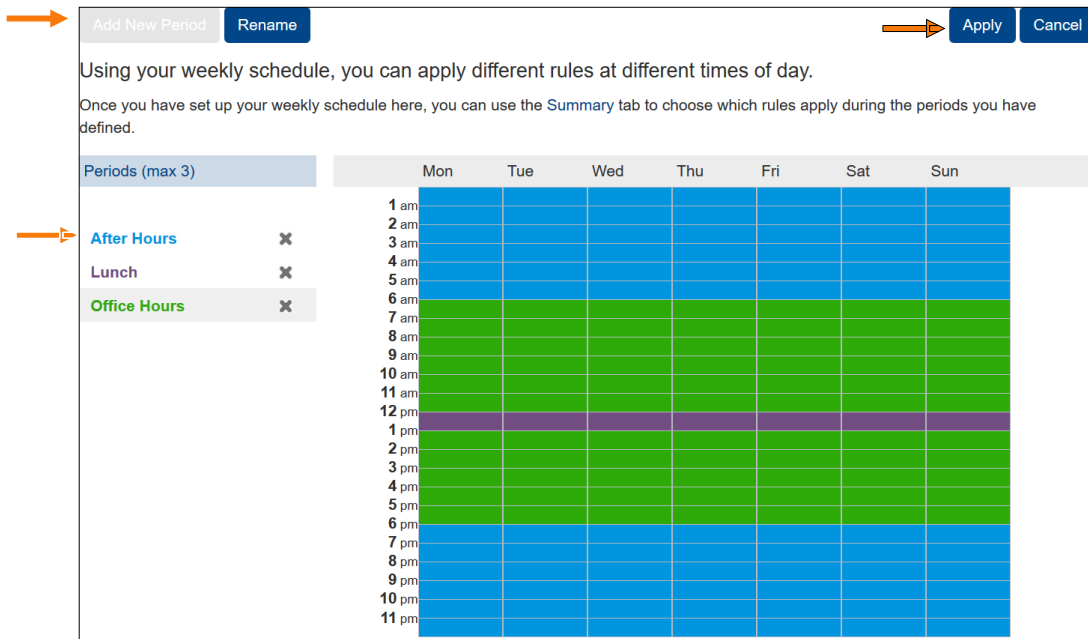 Add New Period Rename Apply Cancel
Using your weekly schedule, you can apply different rules at different times of day.
Once you have set up your weekly schedule here, you can use the Summary tab to choose which rules apply during the periods you have
defined.
Periods (max 3) Mon Tue Wed Thu Fri Sat Sun
1 am
2 am
After Hours
3 am
4 am
Lunch
5 am
6 am
Office Hours
7 am
8 am
9 am
10 am
11 am
12 pm
1 pm
2 pm
3 pm
4 pm
5 pm
6 pm
7 pm
8 pm
9 pm
10 pm
11 pm